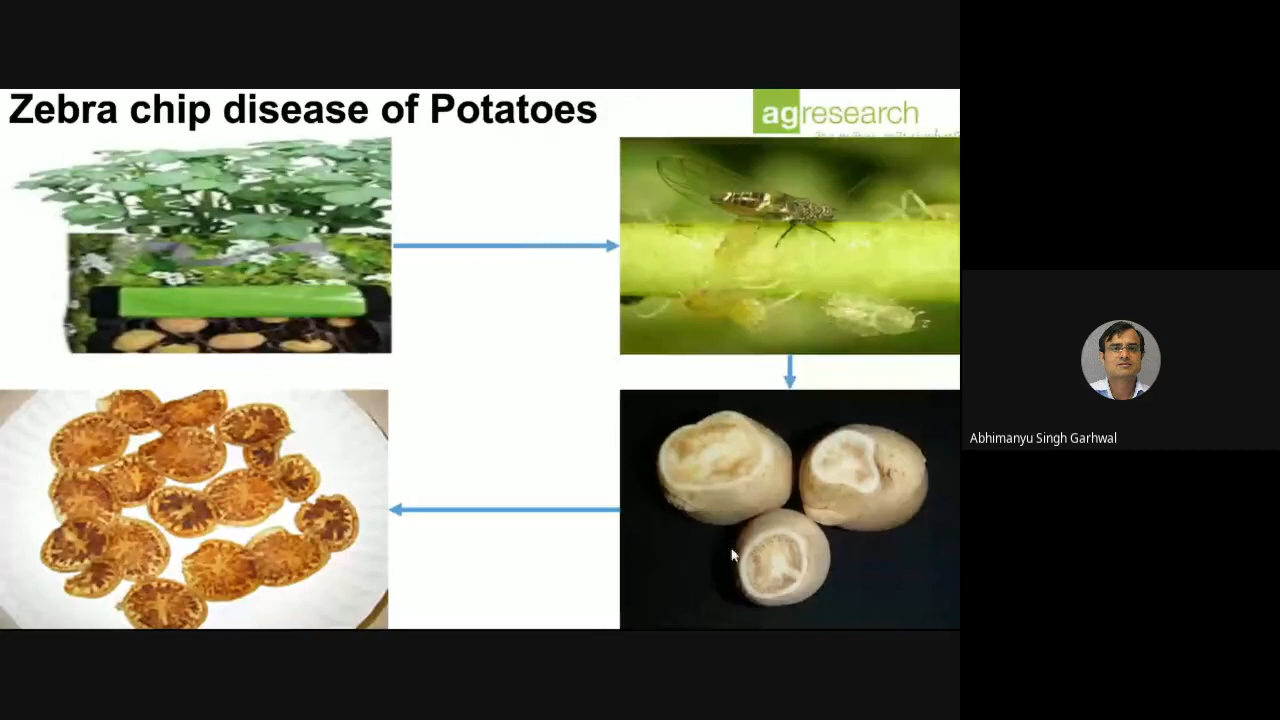 Zebra chip disease of Potatoes
agresearch
Abhimanyu Singh Garhwal